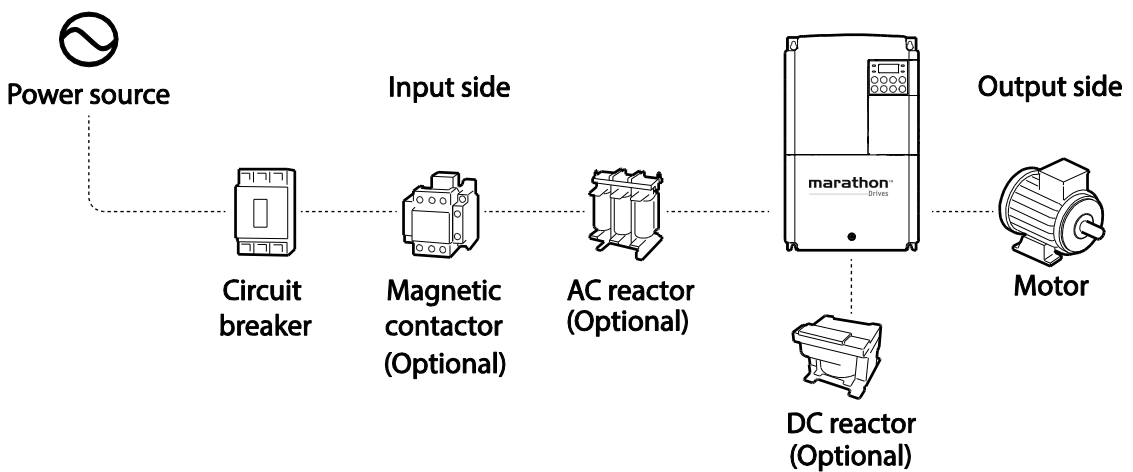 Power source
Input side
Output side
marathon™
Drives
Circuit
breaker
Magnetic
contactor
(Optional)
AC reactor
(Optional)
Motor
DC reactor
(Optional)